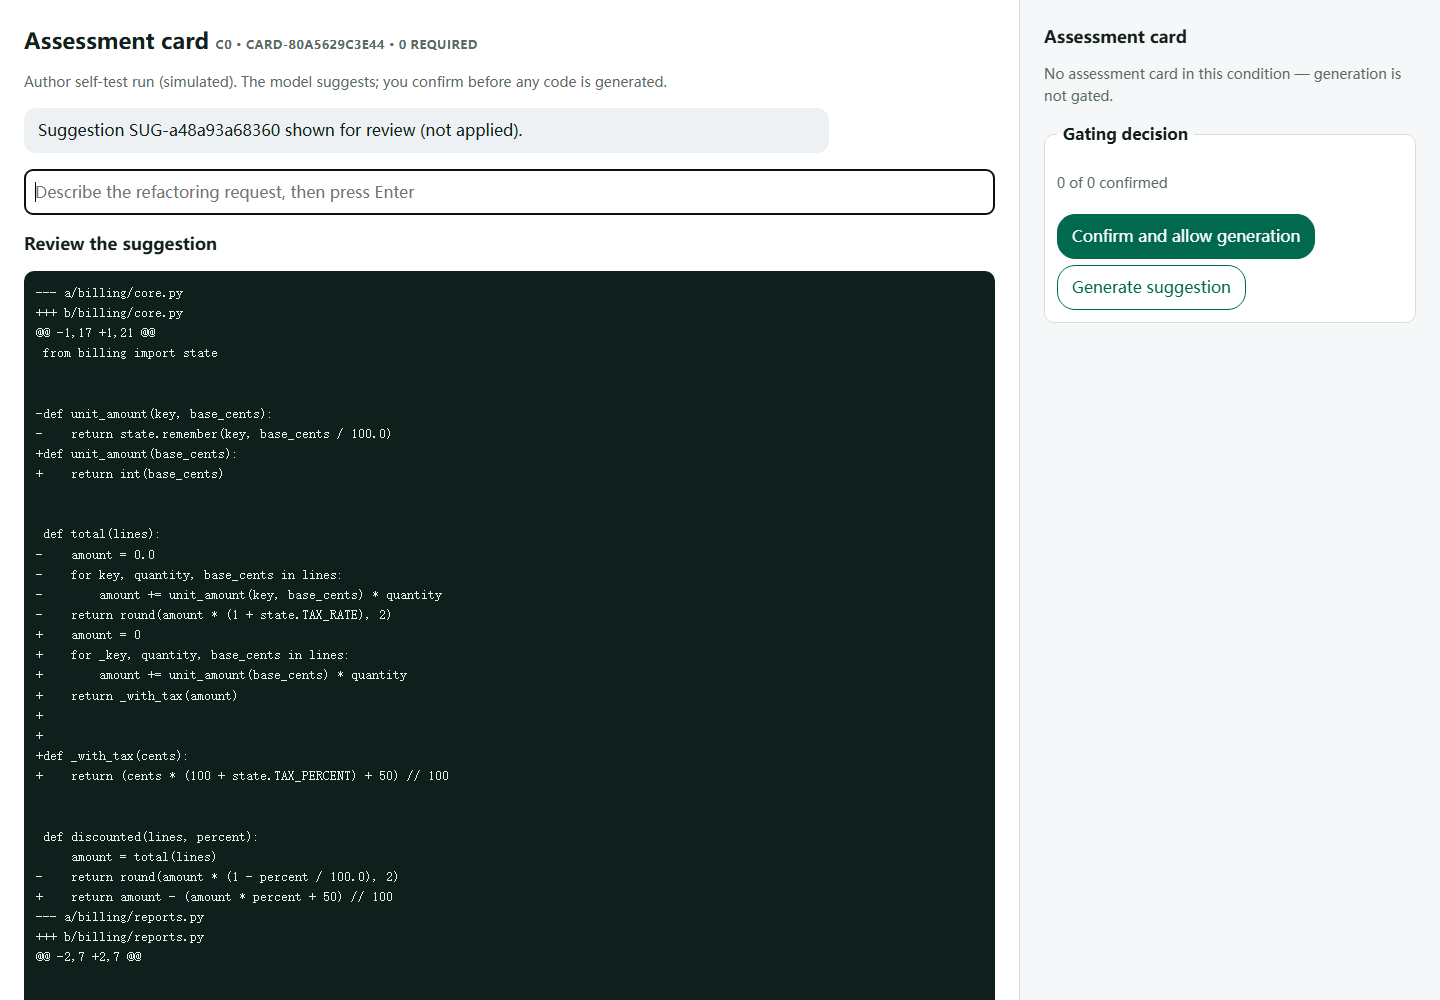 Assessment card C0 • CARD-80A5629C3E44 • 0 REQUIRED
Author self-test run (simulated). The model suggests; you confirm before any code is generated.
Suggestion SUG-a48a93a68360 shown for review (not applied).
Describe the refactoring request, then press Enter
Review the suggestion
--- a/billing/core.py
+++ b/billing/core.py
@@ -1,17 +1,21 @@
 from billing import state
-def unit_amount(key, base_cents):
-    return state.remember(key, base_cents / 100.0)
+def unit_amount(base_cents):
+    return int(base_cents)
 def total(lines):
-    amount = 0.0
-    for key, quantity, base_cents in lines:
-        amount += unit_amount(key, base_cents) * quantity
-    return round(amount * (1 + state.TAX_RATE), 2)
+    amount = 0
+    for _key, quantity, base_cents in lines:
+        amount += unit_amount(base_cents) * quantity
+    return _with_tax(amount)
+
+
+def _with_tax(cents):
+    return (cents * (100 + state.TAX_PERCENT) + 50) // 100
 def discounted(lines, percent):
     amount = total(lines)
-    return round(amount * (1 - percent / 100.0), 2)
+    return amount - (amount * percent + 50) // 100
--- a/billing/reports.py
+++ b/billing/reports.py
@@ -2,7 +2,7 @@
Assessment card
No assessment card in this condition — generation is
not gated.
Gating decision
0 of 0 confirmed
Confirm and allow generation
Generate suggestion